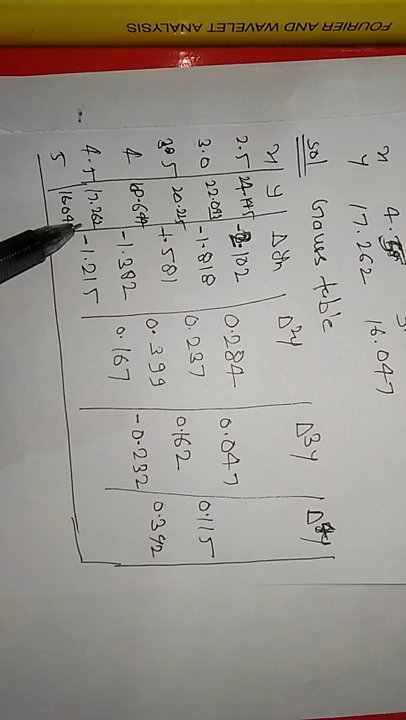 FOURIER AND WAVELET ANALYSIS
x 4.5 5.
y 17.262 16.047
Sol Gauss table
x y Δy Δ²y Δ³y Δ⁴y
2.5 24.145
-2.102
3.0 22.043 0.284
-1.818 0.047
3.5 20.225 0.237 0.115
-1.581 0.162
4 18.644 0.399 0.392
-1.382 -0.232
4.5 17.262 0.167
-1.215
5 16.047